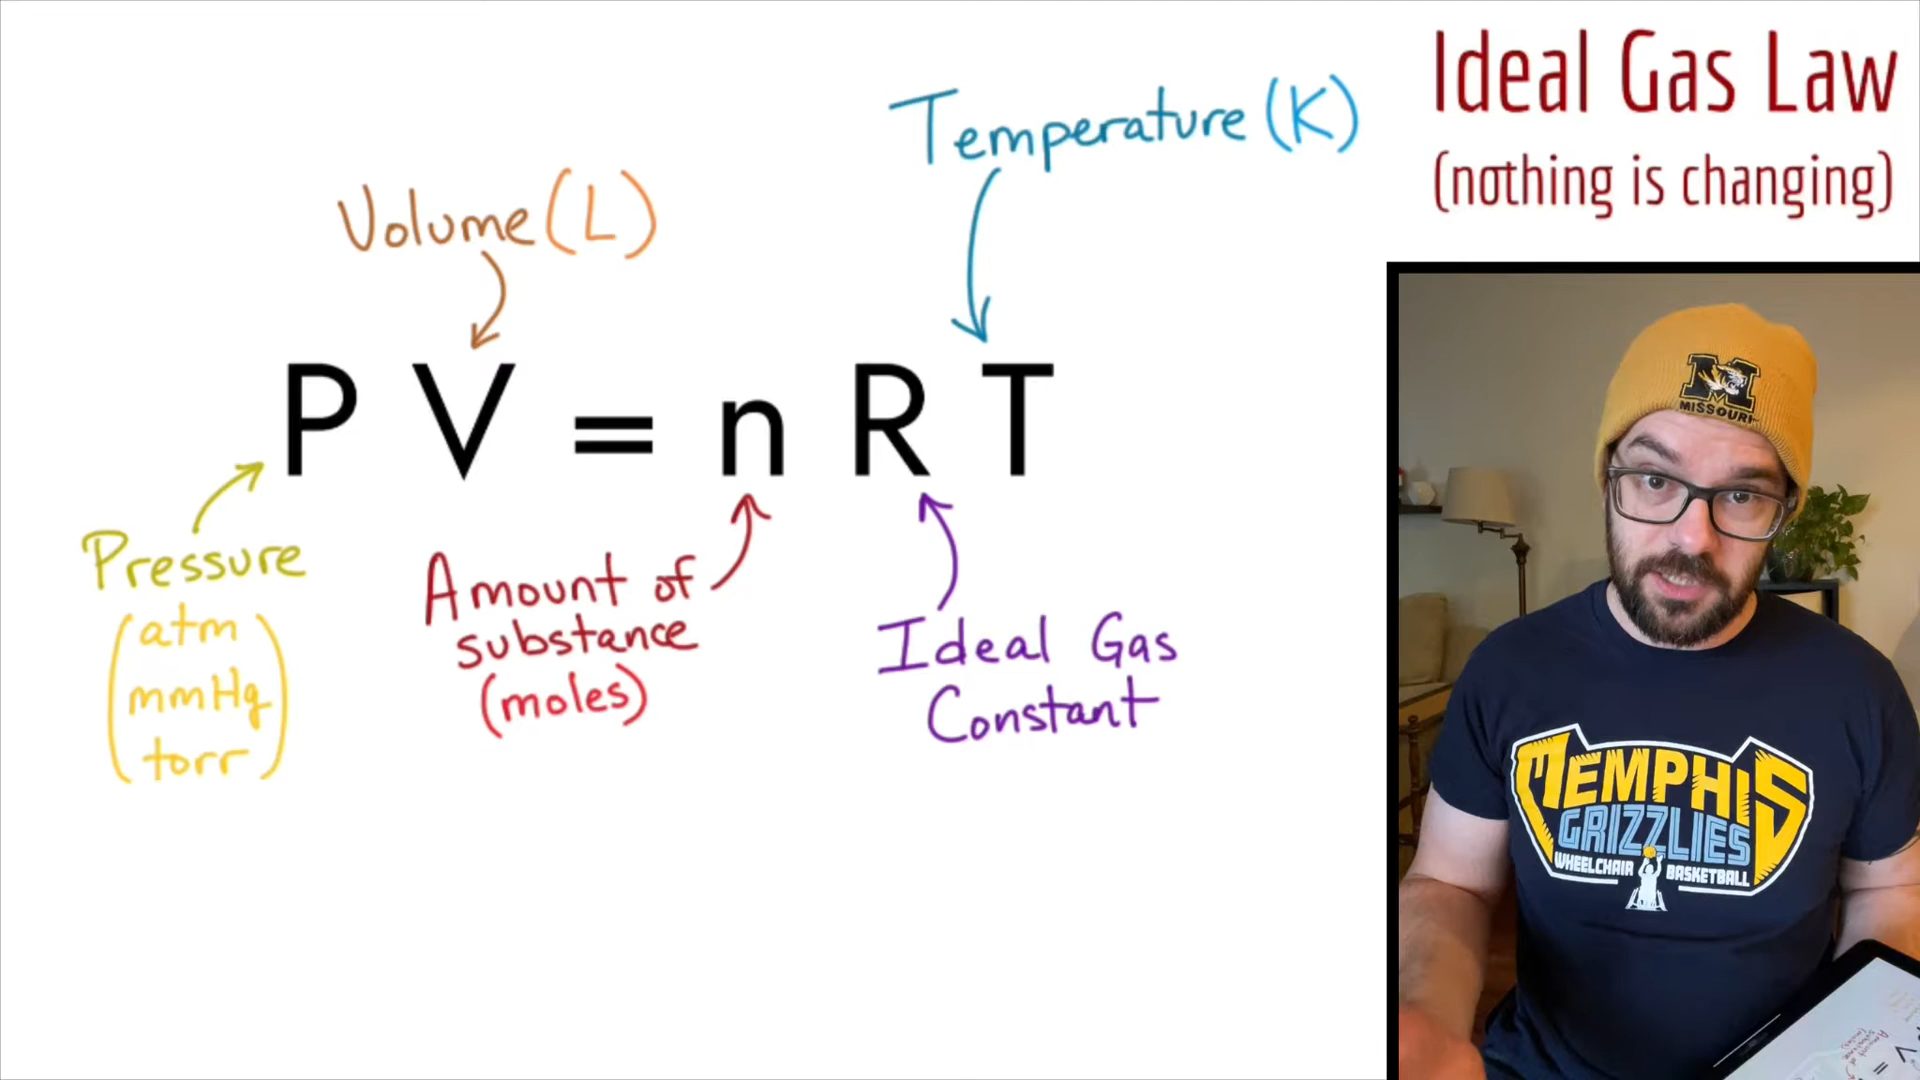 Ideal Gas Law
(nothing is changing)
Temperature (K)
Volume (L)
P V = n R T
Pressure
(atm
mmHg
torr)
Amount of
substance
(moles)
Ideal Gas
Constant
M
MISSOURI
MEMPHIS
GRIZZLIES
WHEELCHAIR BASKETBALL